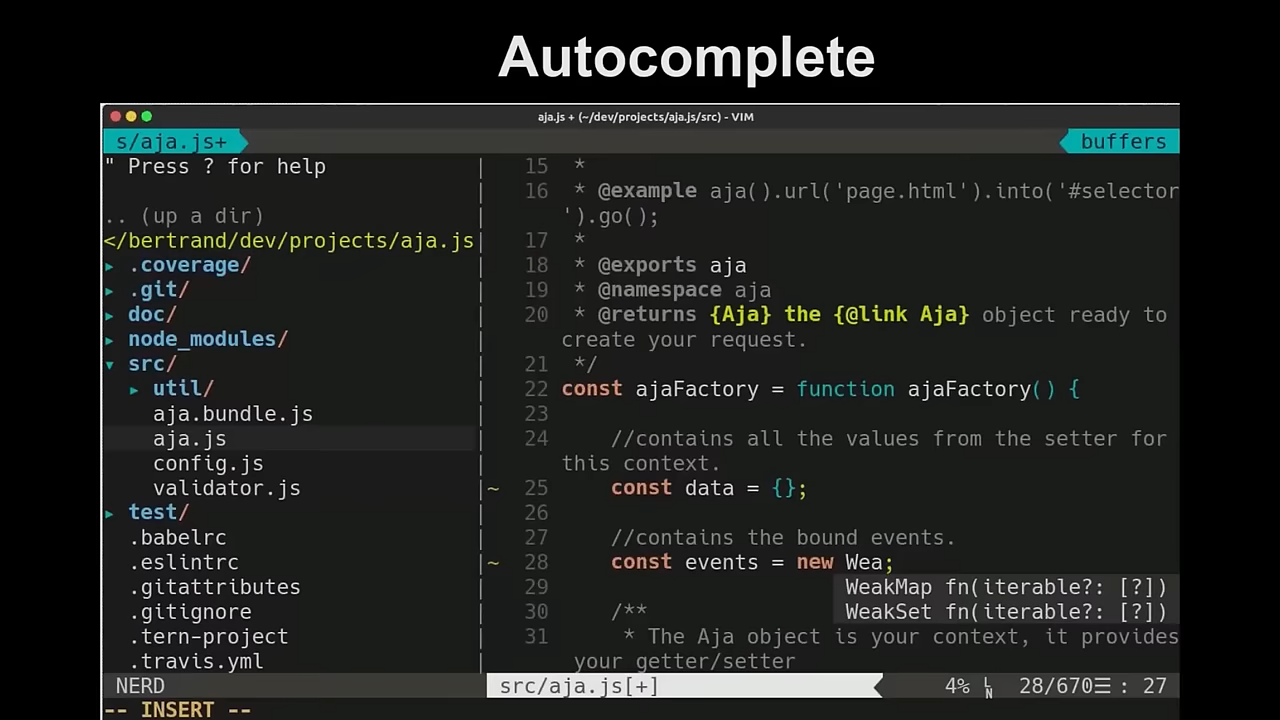 Autocomplete
aja.js + (~/dev/projects/aja.js/src) - VIM
s/aja.js+
buffers
" Press ? for help
.. (up a dir)
</bertrand/dev/projects/aja.js
▸ .coverage/
▸ .git/
▸ doc/
▸ node_modules/
▾ src/
▸ util/
aja.bundle.js
aja.js
config.js
validator.js
▸ test/
.babelrc
.eslintrc
.gitattributes
.gitignore
.tern-project
.travis.yml
15 *
16 * @example aja().url('page.html').into('#selector
').go();
17 *
18 * @exports aja
19 * @namespace aja
20 * @returns {Aja} the {@link Aja} object ready to
create your request.
21 */
22 const ajaFactory = function ajaFactory() {
23
24 //contains all the values from the setter for
this context.
~ 25 const data = {};
26
27 //contains the bound events.
~ 28 const events = new Wea;
29 WeakMap fn(iterable?: [?])
30 /** WeakSet fn(iterable?: [?])
31 * The Aja object is your context, it provides
your getter/setter
NERD
src/aja.js[+]
4% LN 28/670☰ : 27
-- INSERT --